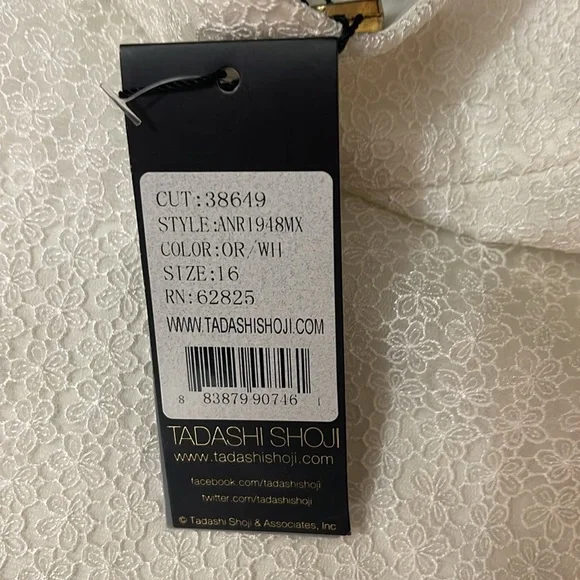 CUT:38649
STYLE:ANR1948MX
COLOR:OR/WH
SIZE:16
RN:62825
WWW.TADASHISHOJI.COM
8 83879 90746 1
TADASHI SHOJI
www.tadashishoji.com
facebook.com/tadashishoji
twitter.com/tadashishoji
© Tadashi Shoji & Associates, Inc